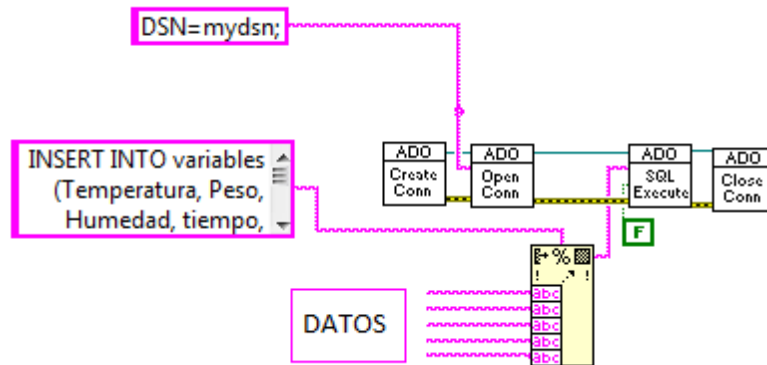 DSN=mydsn;
INSERT INTO variables
(Temperatura, Peso,
Humedad, tiempo,
ADO
Create
Conn
ADO
Open
Conn
ADO
SQL
Execute
ADO
Close
Conn
F
%
! !
abc
abc
abc
abc
abc
DATOS